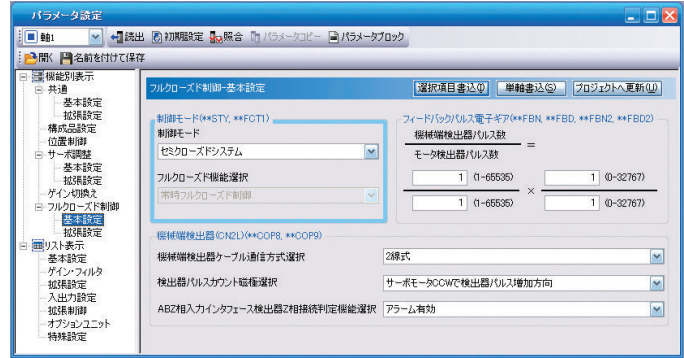 パラメータ設定
軸1
読出 初期設定 照合 パラメータコピー パラメータブロック
開く 名前を付けて保存
機能別表示
共通
基本設定
拡張設定
構成品設定
位置制御
サーボ調整
基本設定
拡張設定
ゲイン切換え
フルクローズド制御
基本設定
拡張設定
リスト表示
基本設定
ゲイン・フィルタ
拡張設定
入出力設定
拡張制御
オプションユニット
特殊設定
フルクローズド制御-基本設定
選択項目書込(I) 単軸書込(S) プロジェクトへ更新(U)
制御モード(**STY, **FCT1)
制御モード
セミクローズドシステム
フルクローズド機能選択
常時フルクローズド制御
フィードバックパルス電子ギア(**FBN, **FBD, **FBN2, **FBD2)
機械端検出器パルス数
モータ検出器パルス数
=
1 (1-65535) × 1 (0-32767)
1 (1-65535) 1 (0-32767)
機械端検出器(CN2L)(**COP8, **COP9)
機械端検出器ケーブル通信方式選択 2線式
検出器パルスカウント磁極選択 サーボモータCCWで検出器パルス増加方向
ABZ相入力インタフェース検出器Z相接続判定機能選択 アラーム有効